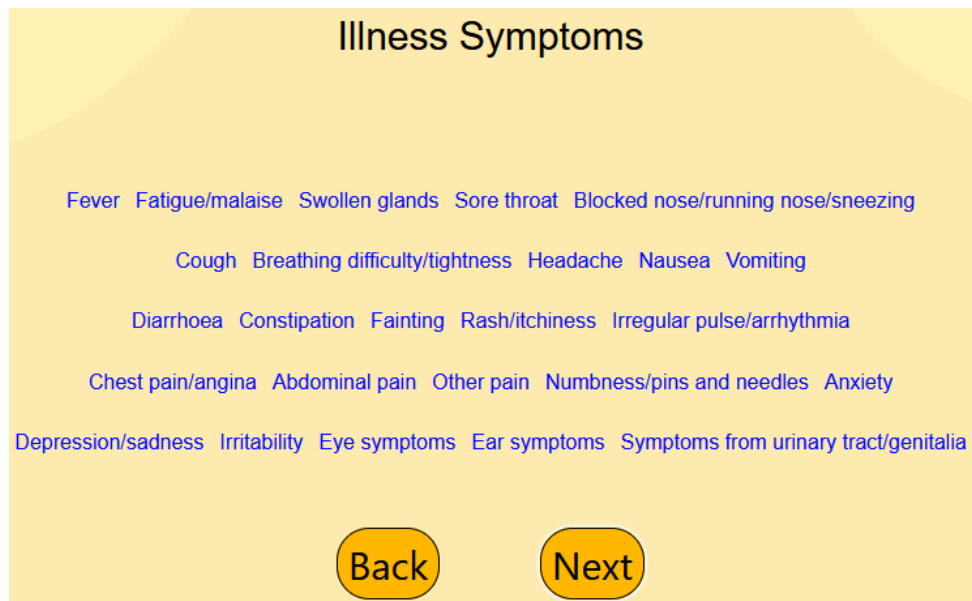 Illness Symptoms
Fever Fatigue/malaise Swollen glands Sore throat Blocked nose/running nose/sneezing
Cough Breathing difficulty/tightness Headache Nausea Vomiting
Diarrhoea Constipation Fainting Rash/itchiness Irregular pulse/arrhythmia
Chest pain/angina Abdominal pain Other pain Numbness/pins and needles Anxiety
Depression/sadness Irritability Eye symptoms Ear symptoms Symptoms from urinary tract/genitalia
Back Next